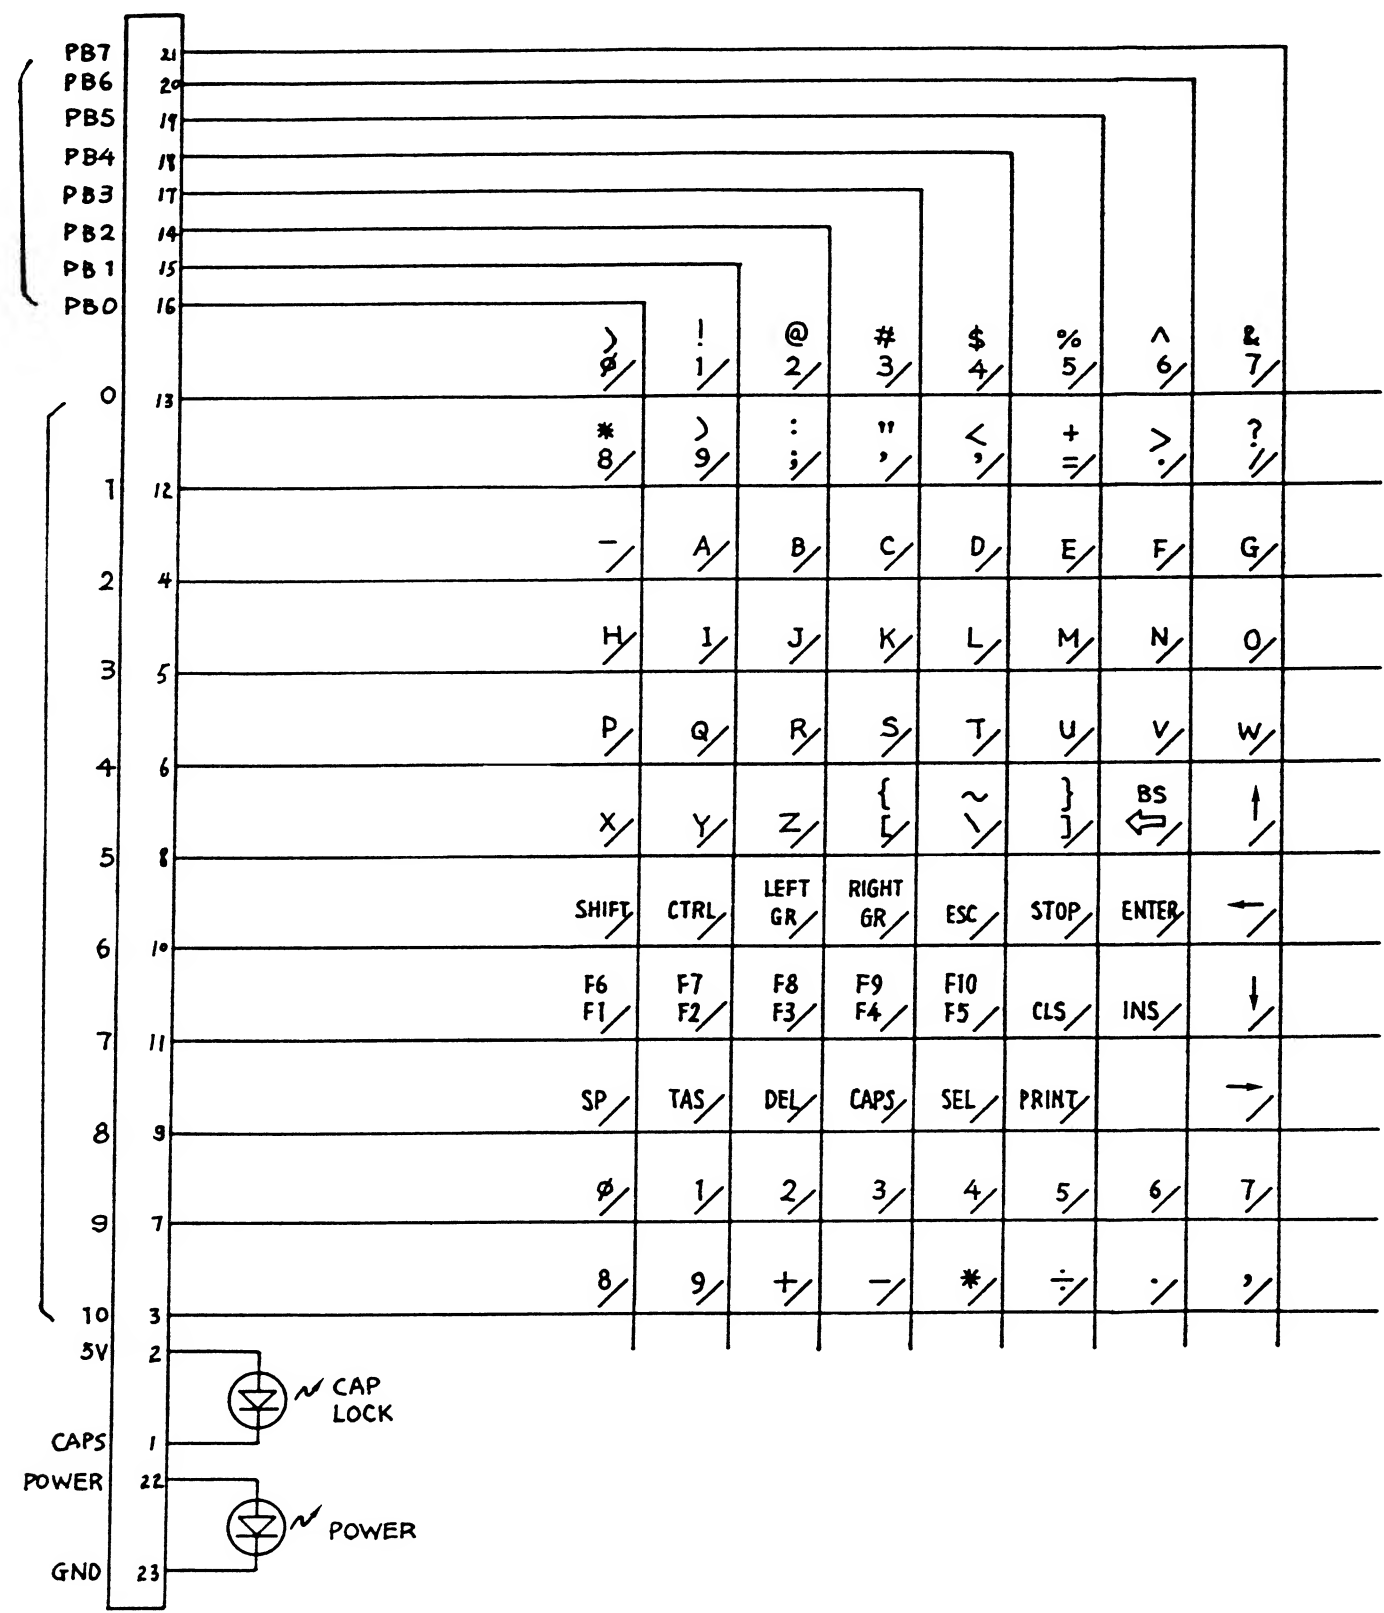 PB7 21
PB6 20
PB5 19
PB4 18
PB3 17
PB2 14
PB1 15
PB0 16
) ! @ # $ % ^ &
Ø 1 2 3 4 5 6 7
0 13
* ) : " < + > ?
8 9 ; ' , = . /
1 12
- A B C D E F G
2 4
H I J K L M N O
3 5
P Q R S T U V W
4 6
{ ~ } BS ↑
X Y Z [ \ ] ⇦
5 8
LEFT RIGHT
SHIFT CTRL GR GR ESC STOP ENTER ←
6 10
F6 F7 F8 F9 F10 ↓
F1 F2 F3 F4 F5 CLS INS
7 11
SP TAS DEL CAPS SEL PRINT →
8 9
Ø 1 2 3 4 5 6 7
9 7
8 9 + - * ÷ . ,
10 3
5V 2
CAP
LOCK
CAPS 1
POWER 22
POWER
GND 23